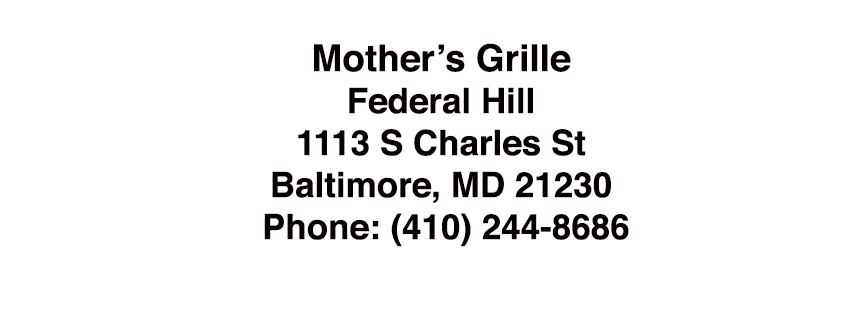 Mother’s Grille
Federal Hill
1113 S Charles St
Baltimore, MD 21230
Phone: (410) 244-8686